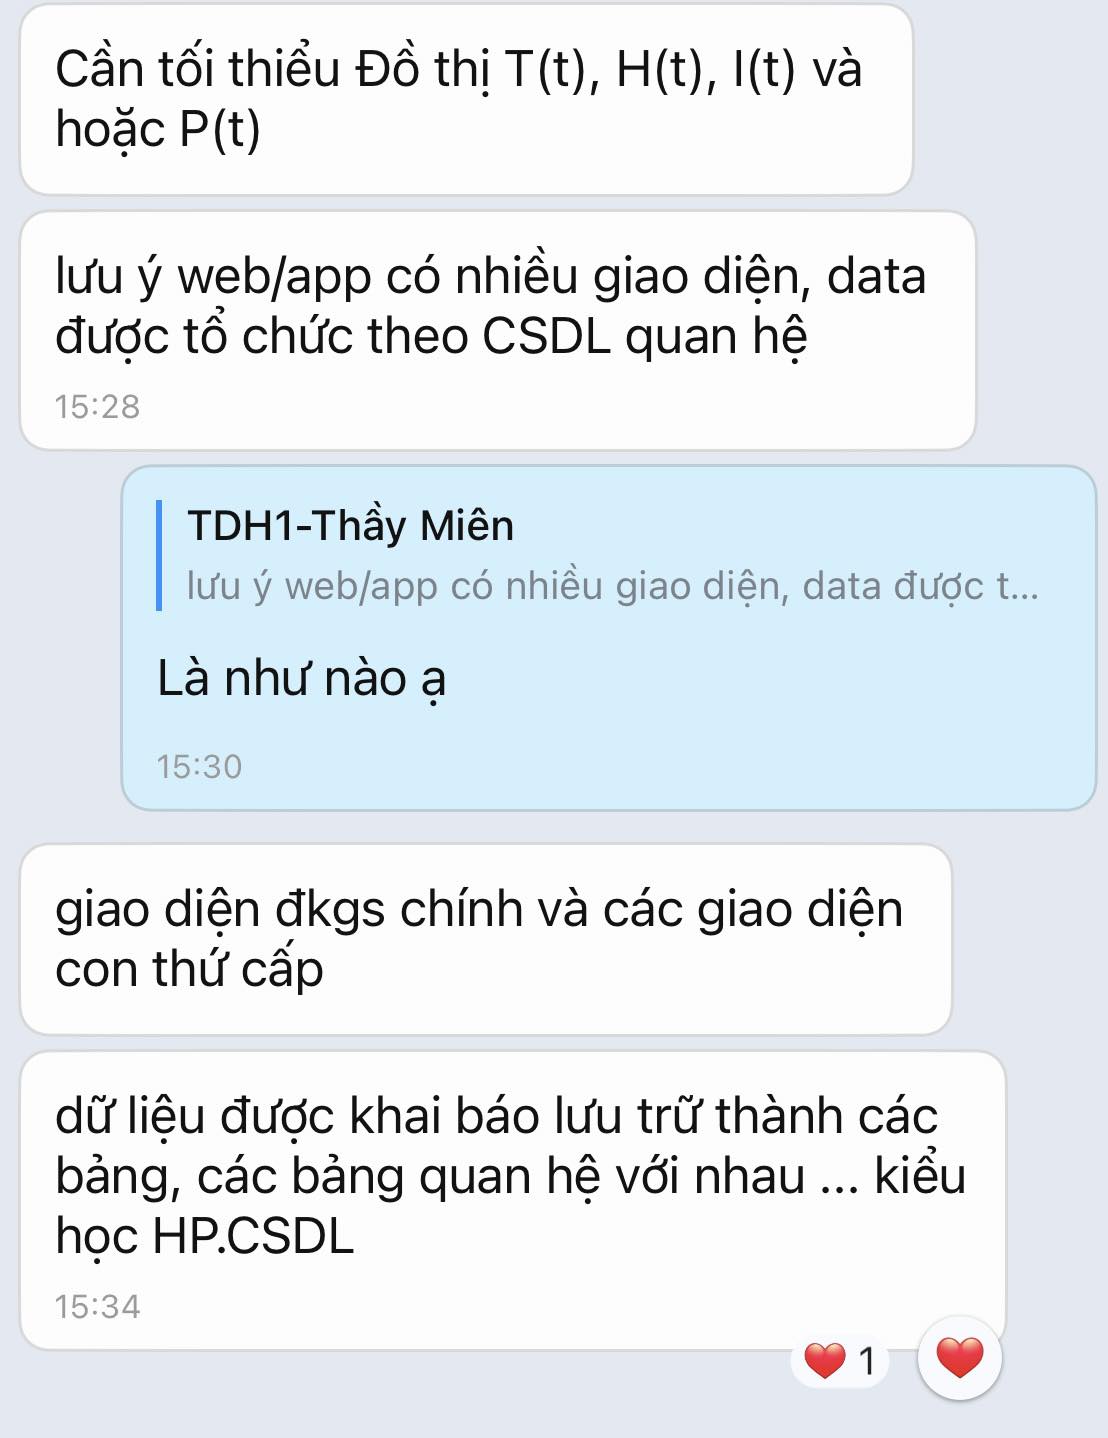 Cần tối thiểu Đồ thị T(t), H(t), I(t) và
hoặc P(t)
lưu ý web/app có nhiều giao diện, data
được tổ chức theo CSDL quan hệ
15:28
TDH1-Thầy Miên
lưu ý web/app có nhiều giao diện, data được t...
Là như nào ạ
15:30
giao diện đkgs chính và các giao diện
con thứ cấp
dữ liệu được khai báo lưu trữ thành các
bảng, các bảng quan hệ với nhau ... kiểu
học HP.CSDL
15:34
❤️ 1